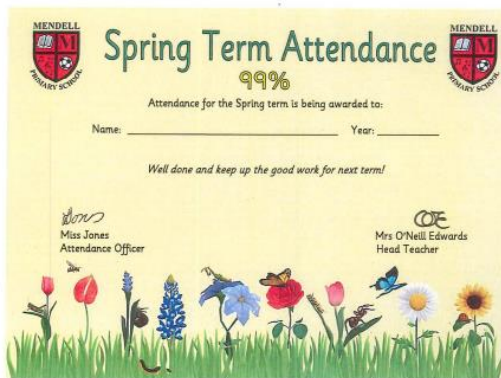 MENDELL
PRIMARY SCHOOL
MENDELL
PRIMARY SCHOOL
Spring Term Attendance
99%
Attendance for the Spring term is being awarded to:
Name: Year:
Well done and keep up the good work for next term!
Miss Jones
Attendance Officer
Mrs O'Neill Edwards
Head Teacher